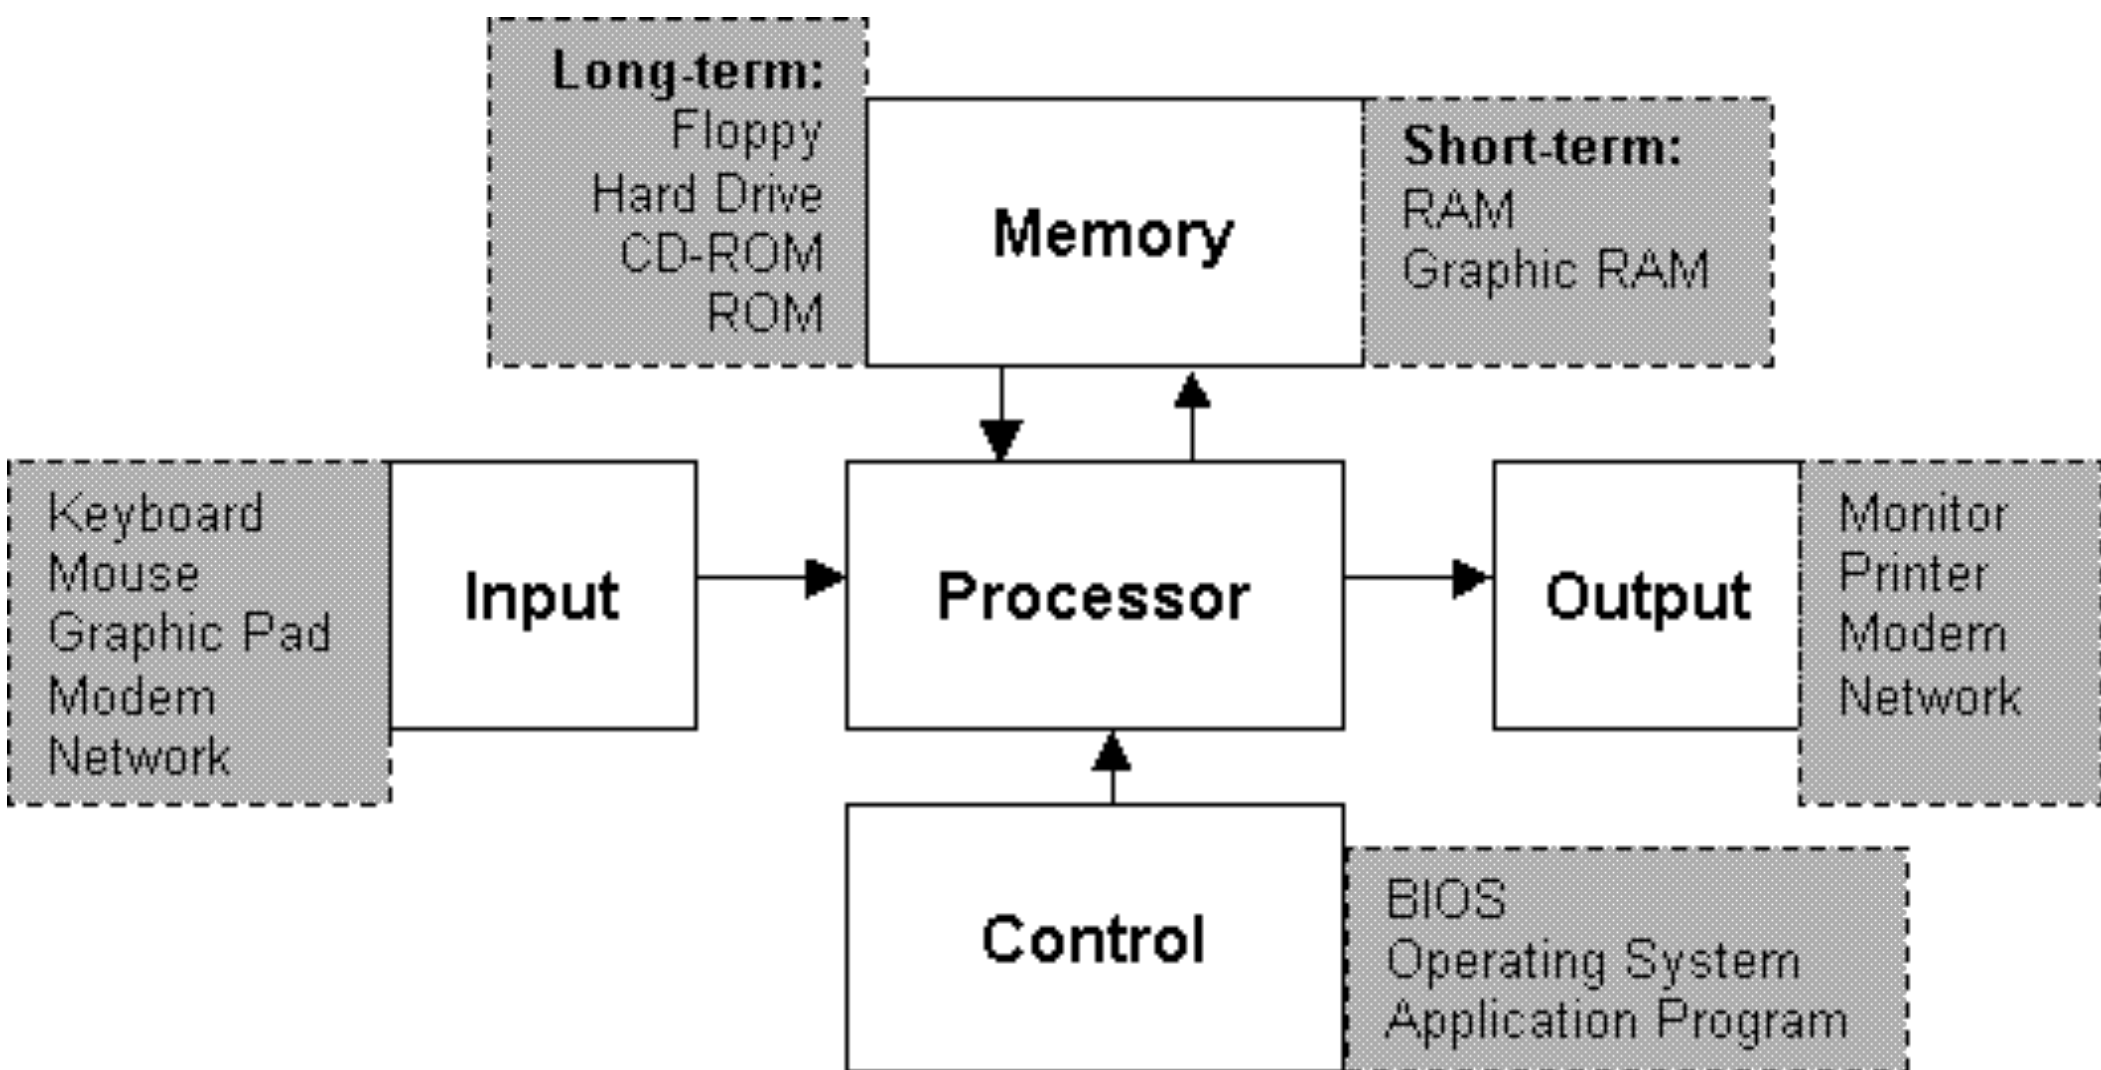 Long-term:
Floppy
Hard Drive
CD-ROM
ROM
Memory
Short-term:
RAM
Graphic RAM
Keyboard
Mouse
Graphic Pad
Modem
Network
Input
Processor
Output
Monitor
Printer
Modem
Network
Control
BIOS
Operating System
Application Program